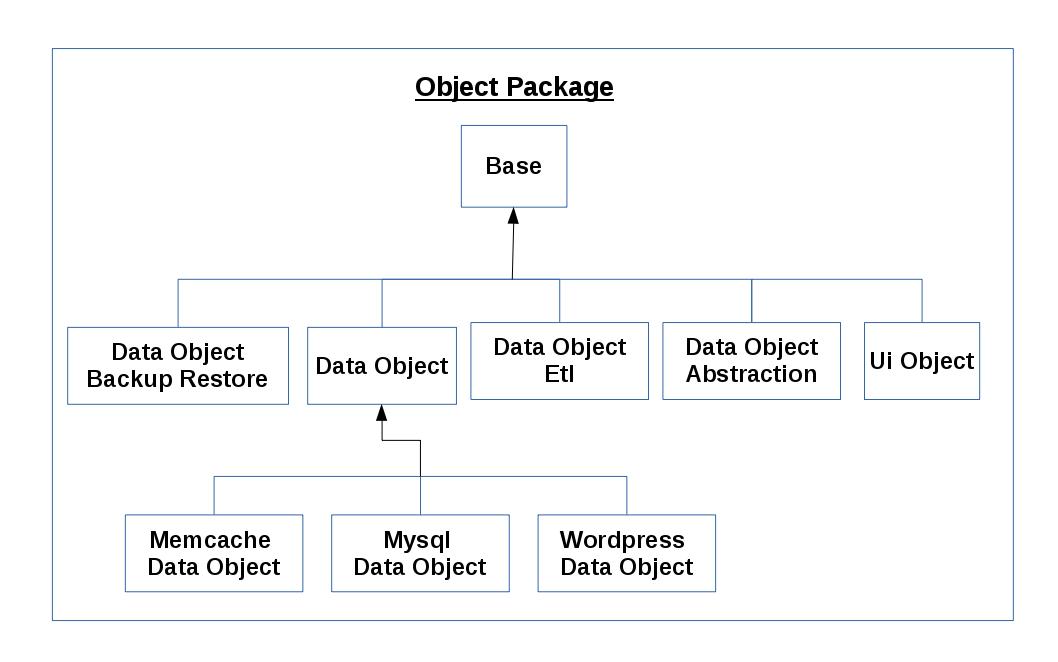 Object Package
Base
Data Object
Backup Restore
Data Object
Data Object
Etl
Data Object
Abstraction
Ui Object
Memcache
Data Object
Mysql
Data Object
Wordpress
Data Object